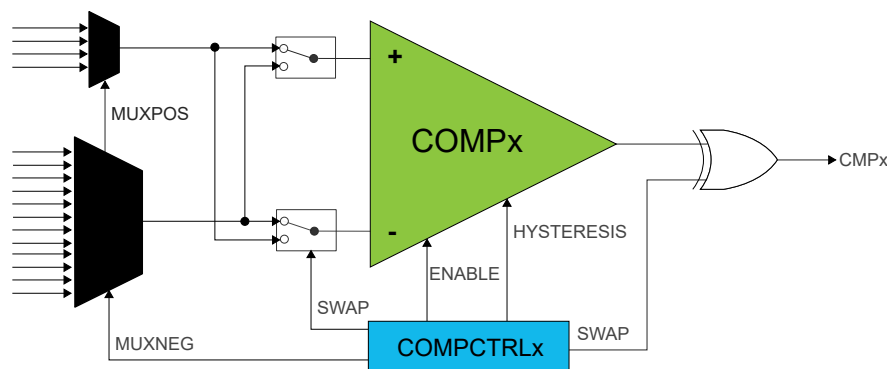 MUXPOS
+
COMPx
CMPx
-
HYSTERESIS
ENABLE
SWAP
SWAP
MUXNEG
COMPCTRLx